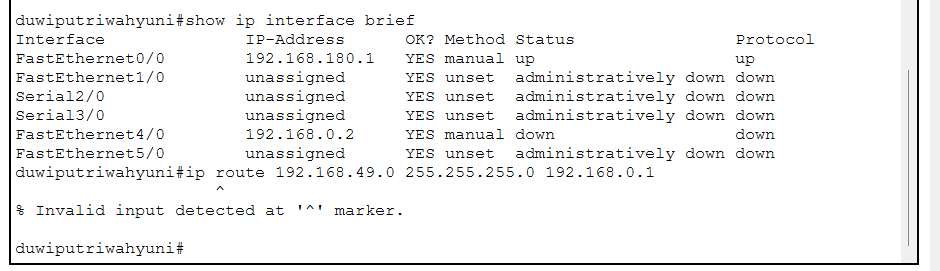 duwiputriwahyuni#show ip interface brief
Interface              IP-Address      OK? Method Status                Protocol
FastEthernet0/0        192.168.180.1   YES manual up                    up
FastEthernet1/0        unassigned      YES unset  administratively down down
Serial2/0              unassigned      YES unset  administratively down down
Serial3/0              unassigned      YES unset  administratively down down
FastEthernet4/0        192.168.0.2     YES manual down                  down
FastEthernet5/0        unassigned      YES unset  administratively down down
duwiputriwahyuni#ip route 192.168.49.0 255.255.255.0 192.168.0.1
                    ^
% Invalid input detected at '^' marker.
duwiputriwahyuni#